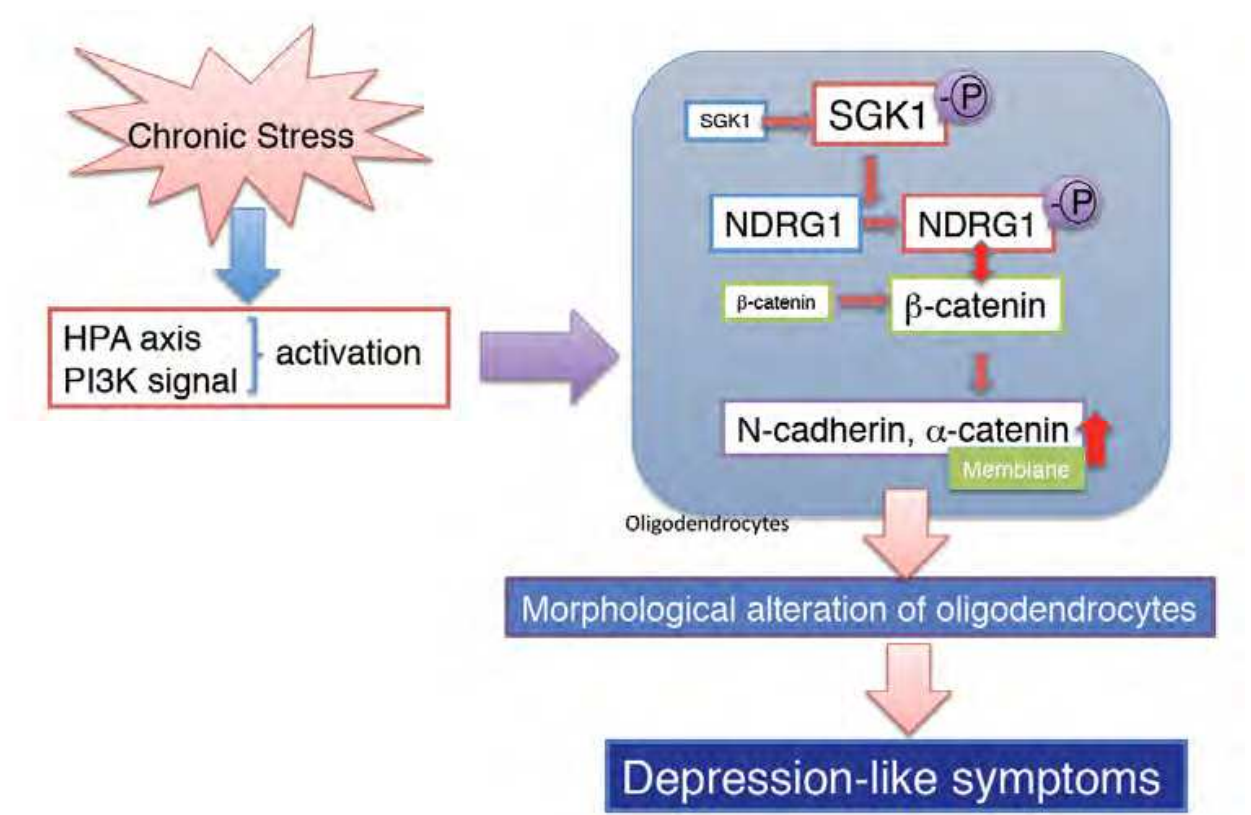 Chronic Stress
HPA axis
PI3K signal
activation
SGK1
SGK1
-P
NDRG1
NDRG1
-P
β-catenin
β-catenin
N-cadherin, α-catenin
Membiane
Oligodendrocytes
Morphological alteration of oligodendrocytes
Depression-like symptoms